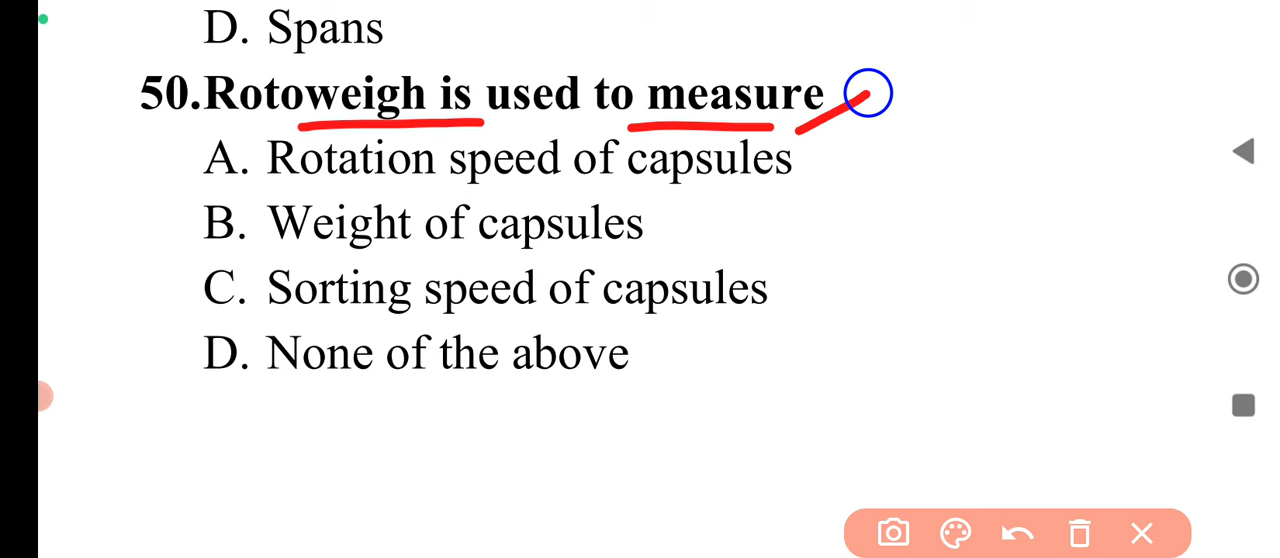 D. Spans
50.Rotoweigh is used to measure
A. Rotation speed of capsules
B. Weight of capsules
C. Sorting speed of capsules
D. None of the above